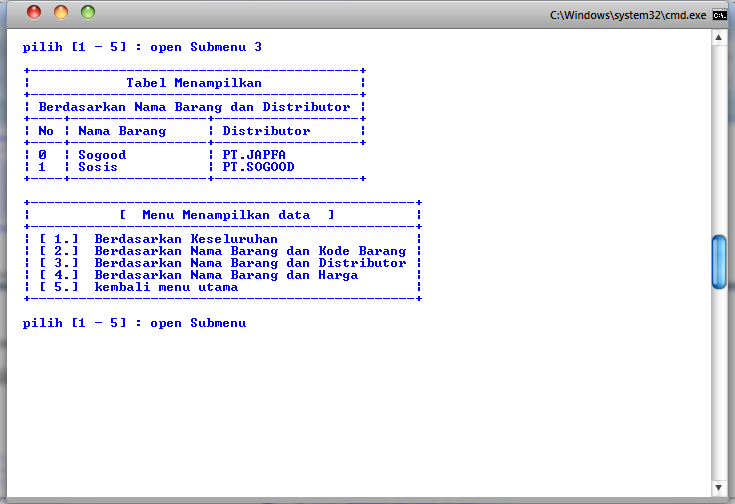 C:\Windows\system32\cmd.exe
C:\.
pilih [1 - 5] : open Submenu 3
Tabel Menampilkan
Berdasarkan Nama Barang dan Distributor
No ¦ Nama Barang ¦ Distributor
0 ¦ Sogood ¦ PT.JAPFA
1 ¦ Sosis ¦ PT.SOGOOD
[ Menu Menampilkan data ]
[ 1.] Berdasarkan Keseluruhan
[ 2.] Berdasarkan Nama Barang dan Kode Barang
[ 3.] Berdasarkan Nama Barang dan Distributor
[ 4.] Berdasarkan Nama Barang dan Harga
[ 5.] kembali menu utama
pilih [1 - 5] : open Submenu